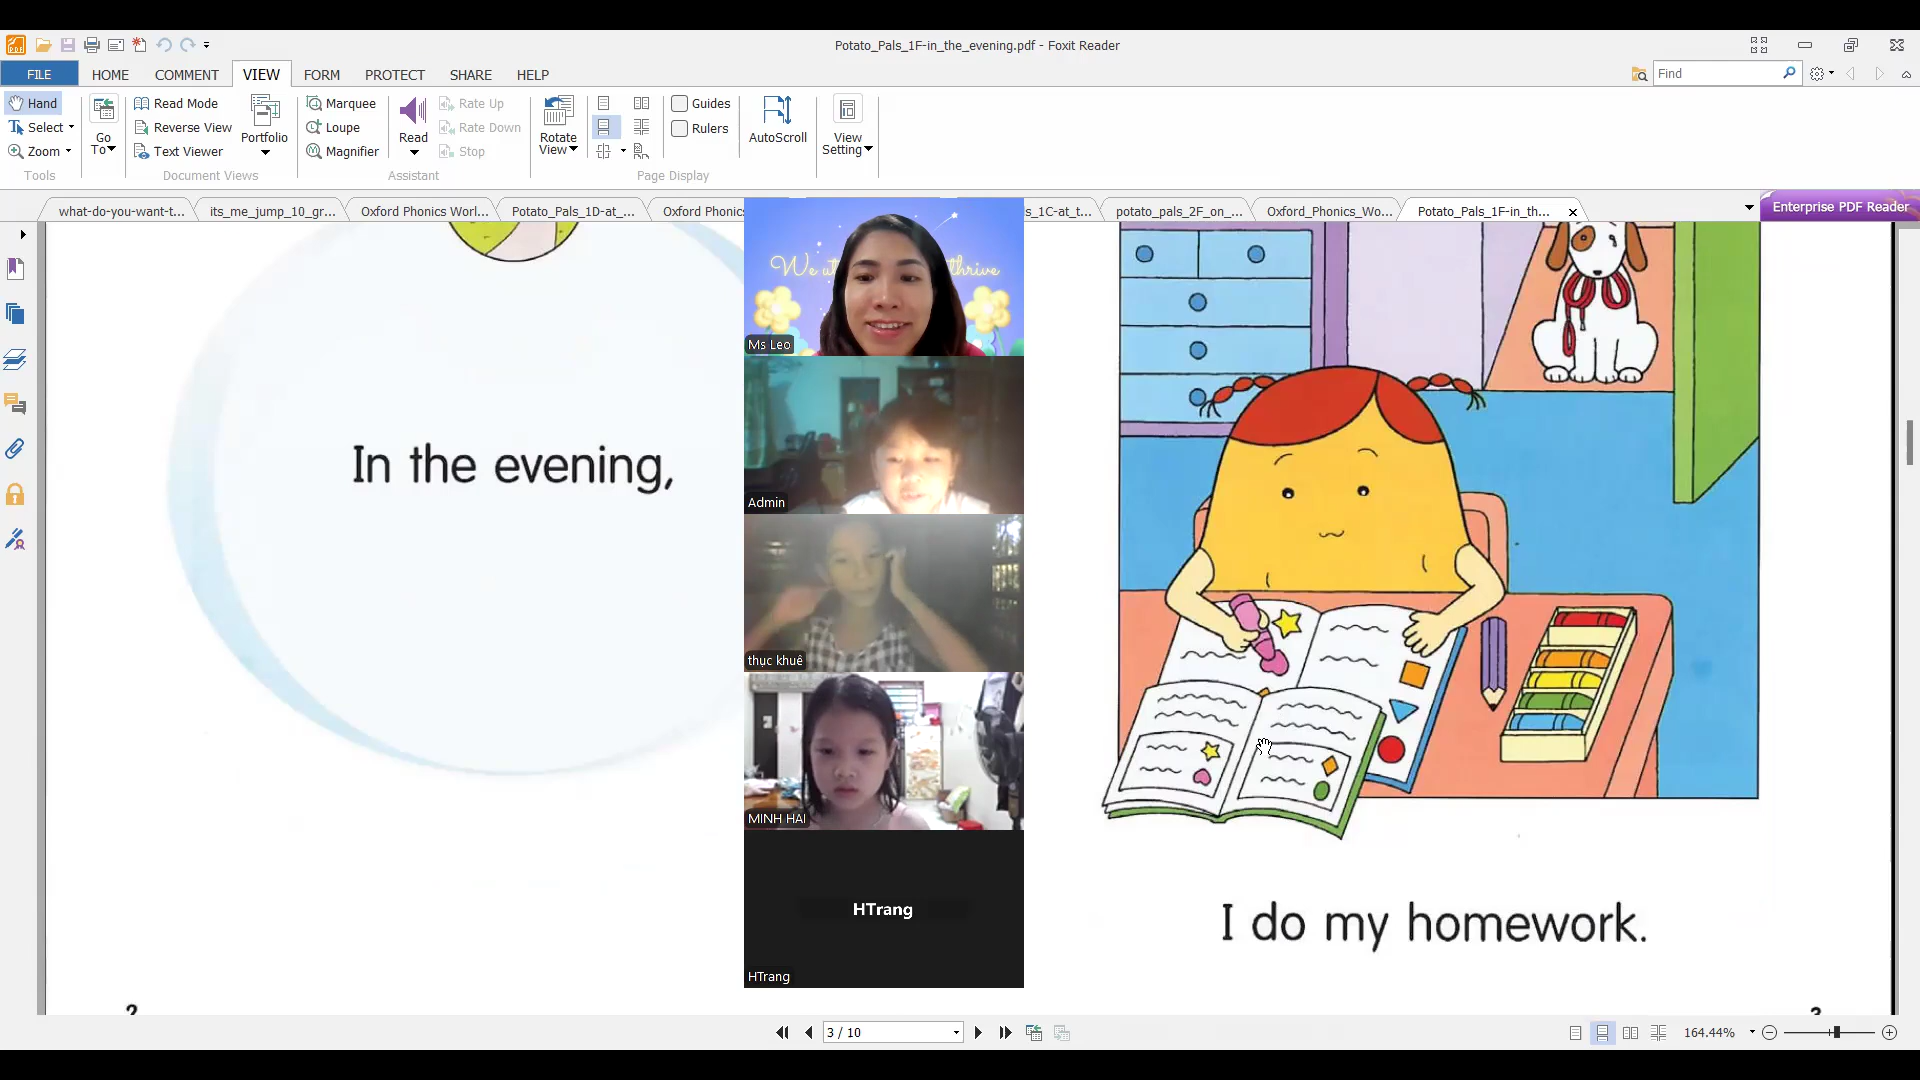 Potato_Pals_1F-in_the_evening.pdf - Foxit Reader
FILE HOME COMMENT VIEW FORM PROTECT SHARE HELP
Find
Hand
Select
Zoom
Tools
Go To
Read Mode
Reverse View
Text Viewer
Portfolio
Document Views
Marquee
Loupe
Magnifier
Read
Rate Up
Rate Down
Stop
Assistant
Rotate View
Guides
Rulers
Page Display
AutoScroll
View Setting
what-do-you-want-t... its_me_jump_10_gr... Oxford Phonics Worl... Potato_Pals_1D-at_... Oxford Phonics s_1C-at_t... potato_pals_2F_on_... Oxford_Phonics_Wo... Potato_Pals_1F-in_th... Enterprise PDF Reader
We thrive
Ms Leo
Admin
thục khuê
MINH HAI
HTrang
HTrang
In the evening,
I do my homework.
2
3
3 / 10
164.44%